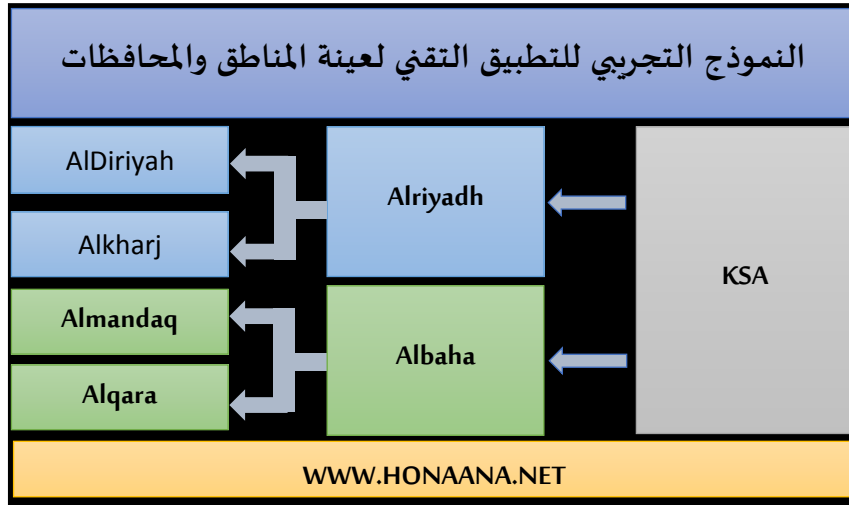 النموذج التجريبي للتطبيق التقني لعينة المناطق والمحافظات
KSA
Alriyadh
AlDiriyah
Alkharj
Albaha
Almandaq
Alqara
WWW.HONAANA.NET